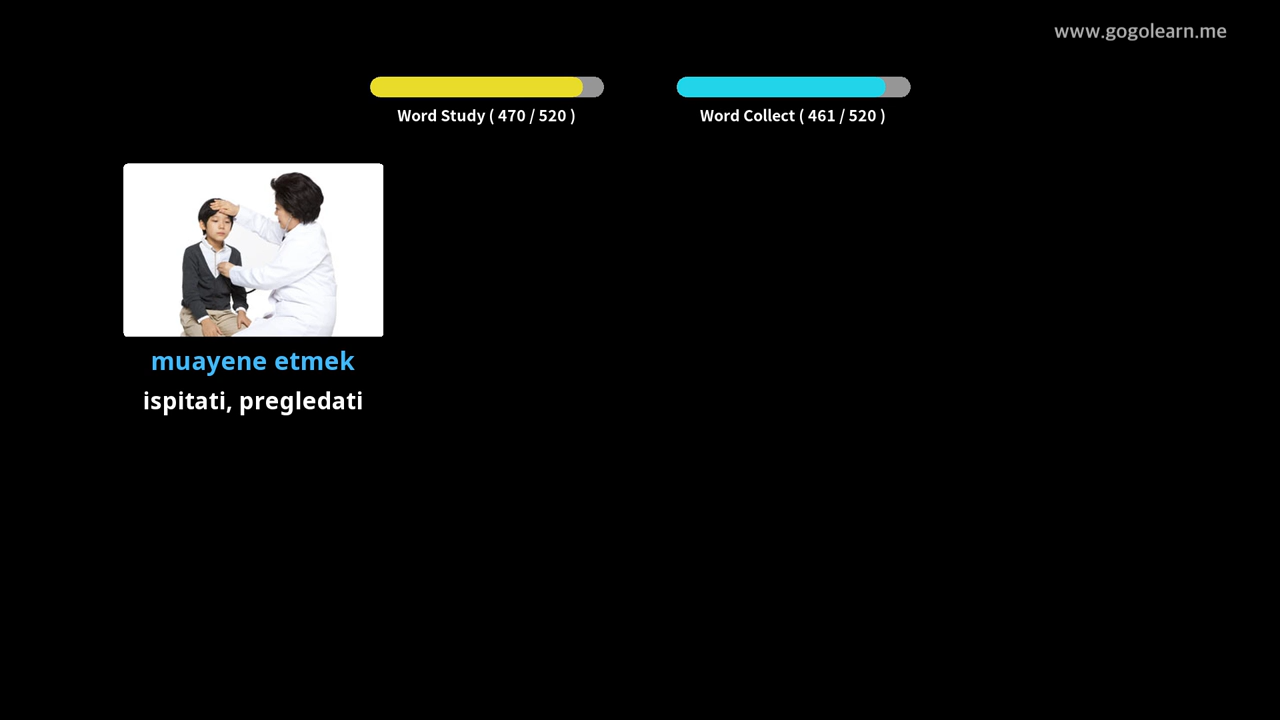 www.gogolearn.me
Word Study ( 470 / 520 )
Word Collect ( 461 / 520 )
muayene etmek
ispitati, pregledati